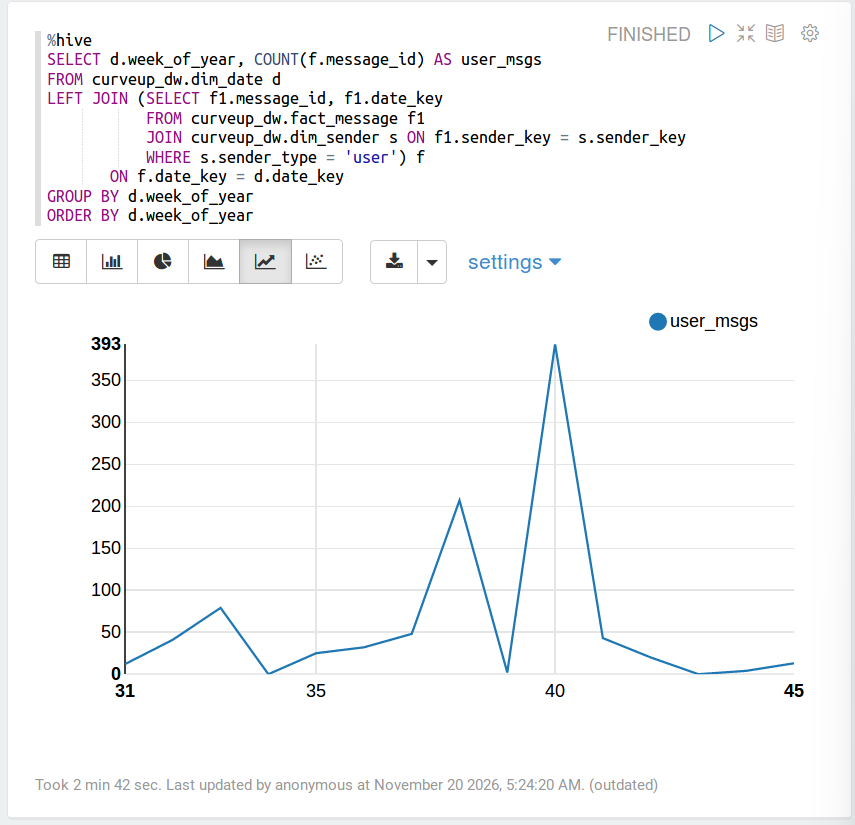 FINISHED
%hive
SELECT d.week_of_year, COUNT(f.message_id) AS user_msgs
FROM curveup_dw.dim_date d
LEFT JOIN (SELECT f1.message_id, f1.date_key
FROM curveup_dw.fact_message f1
JOIN curveup_dw.dim_sender s ON f1.sender_key = s.sender_key
WHERE s.sender_type = 'user') f
ON f.date_key = d.date_key
GROUP BY d.week_of_year
ORDER BY d.week_of_year
settings
user_msgs
393
350
300
250
200
150
100
50
0
31 35 40 45
Took 2 min 42 sec. Last updated by anonymous at November 20 2026, 5:24:20 AM. (outdated)